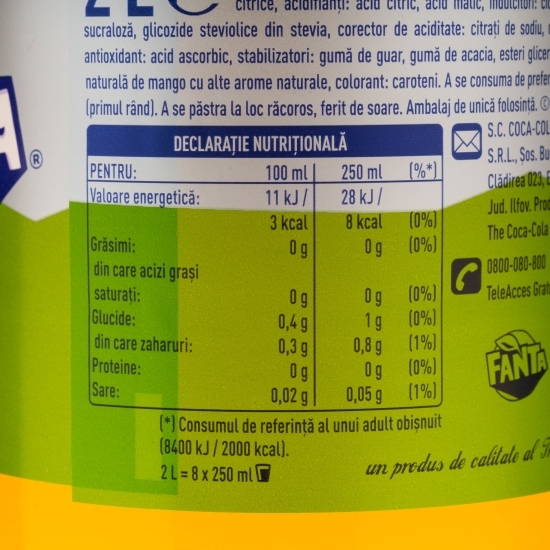 2 L
citrice, acidifianți: acid citric, acid malic,
sucraloză, glicozide steviolice din stevia, corector de aciditate: citrați de sodiu,
antioxidant: acid ascorbic, stabilizatori: gumă de guar, gumă de acacia, esteri
naturală de mango cu alte arome naturale, colorant: caroteni. A se consuma de
(primul rând). A se păstra la loc răcoros, ferit de soare. Ambalaj de unică folosință.
®
DECLARAȚIE NUTRIȚIONALĂ
PENTRU: 100 ml 250 ml (%*)
Valoare energetică: 11 kJ / 28 kJ /
3 kcal 8 kcal (0%)
Grăsimi: 0 g 0 g (0%)
din care acizi grași
saturați: 0 g 0 g (0%)
Glucide: 0,4 g 1 g (0%)
din care zaharuri: 0,3 g 0,8 g (1%)
Proteine: 0 g 0 g (0%)
Sare: 0,02 g 0,05 g (1%)
(*) Consumul de referință al unui adult obișnuit
(8400 kJ / 2000 kcal).
2 L = 8 x 250 ml
S.C. COCA-COL
S.R.L., Șos. Bu
Clădirea 023,
Jud. Ilfov.
The Coca-Cola
0800-080-800
TeleAcces
FANTA
un produs de calitate al